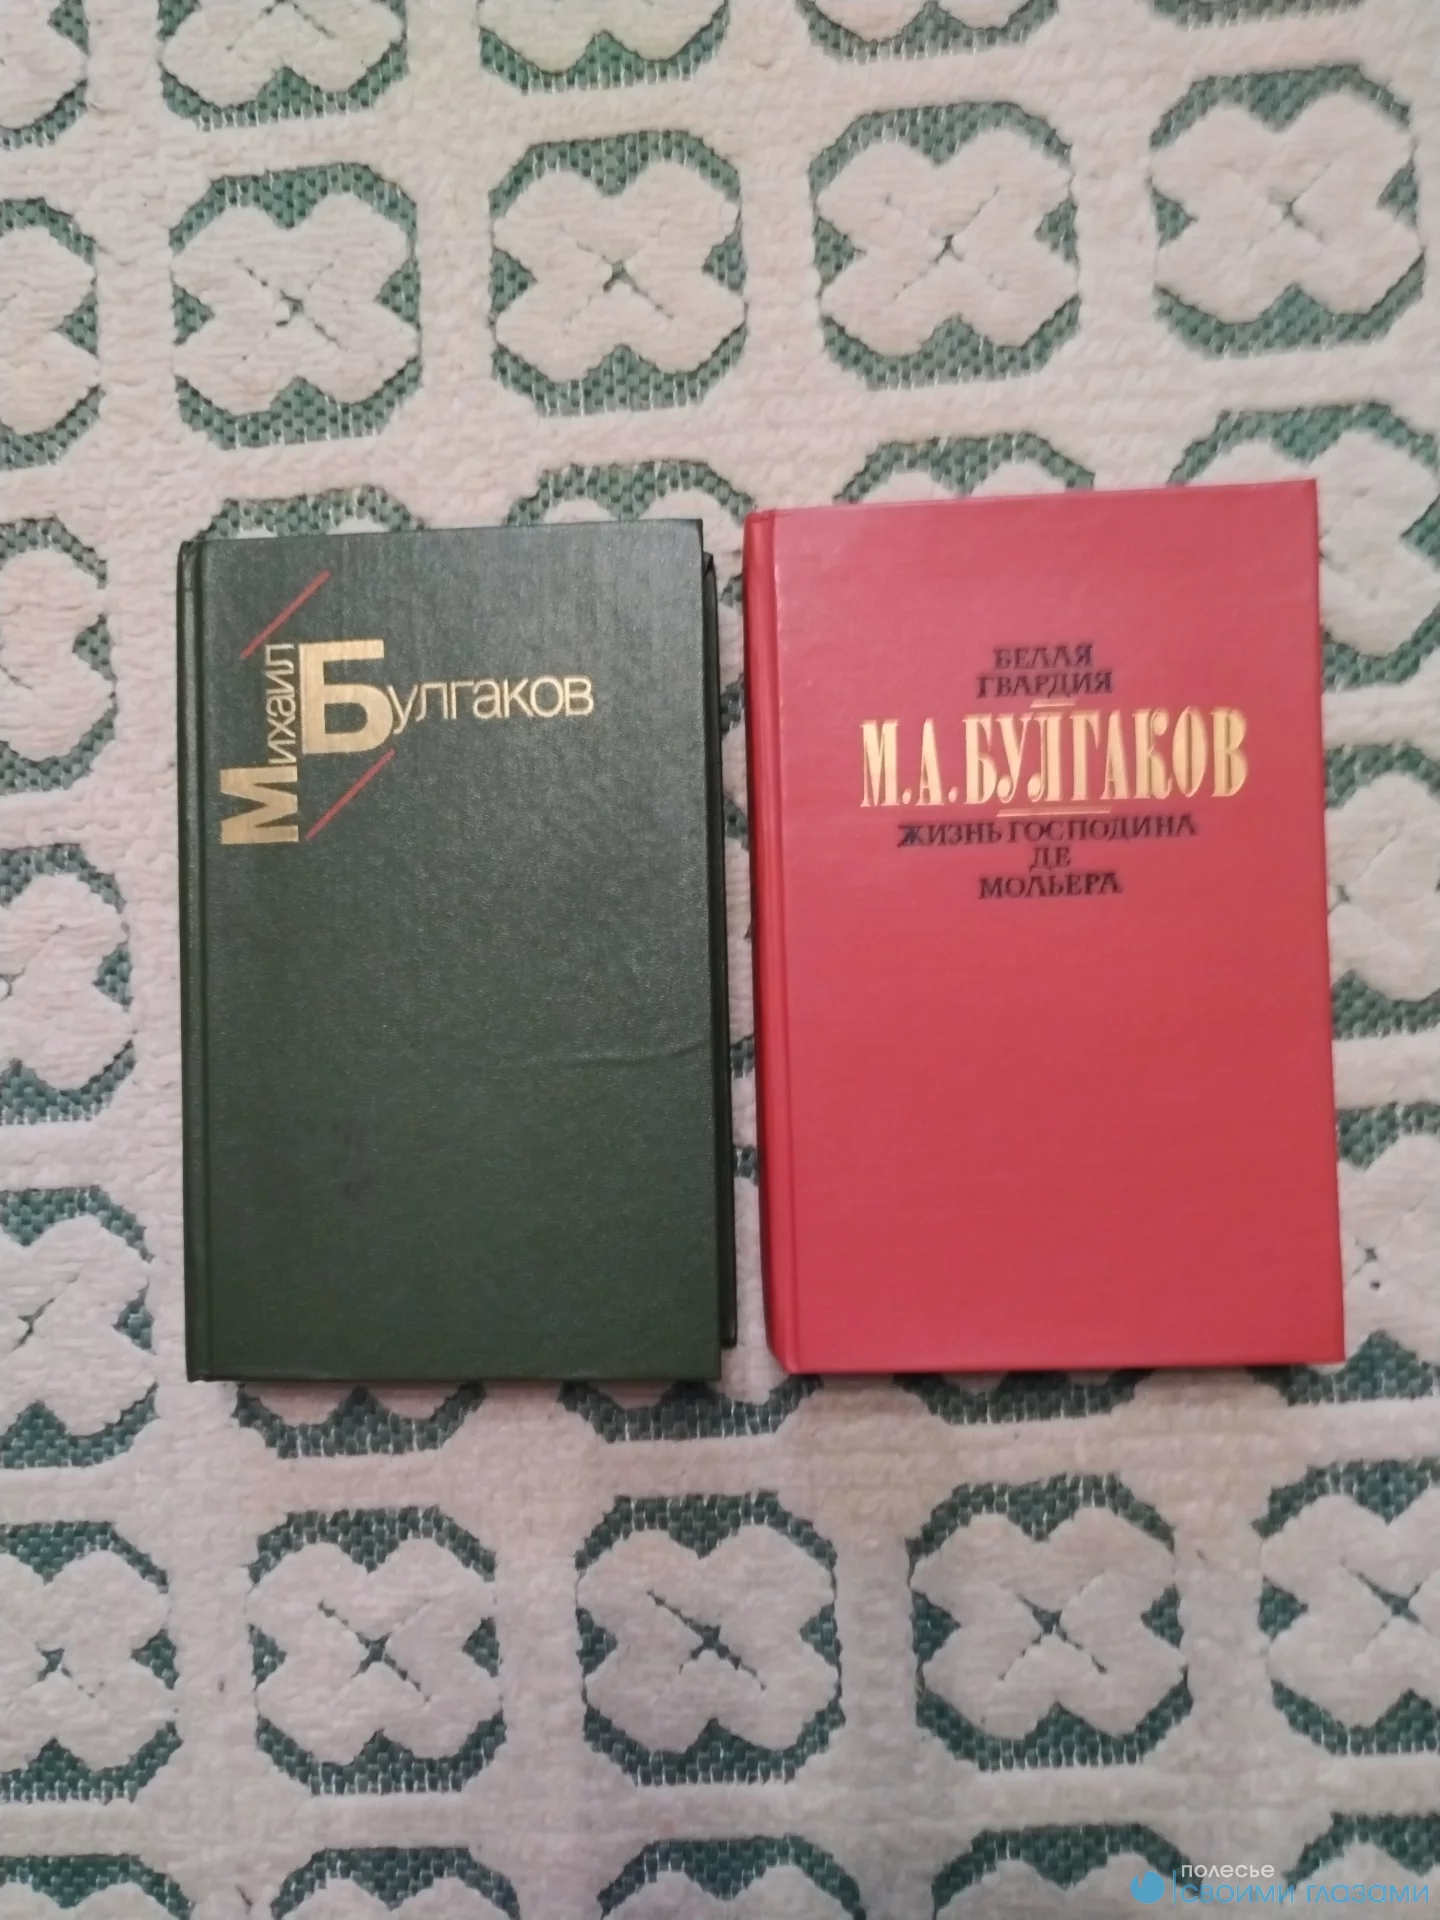 Михаил
Булгаков
БЕЛАЯ
ГВАРДИЯ
М.А.БУЛГАКОВ
ЖИЗНЬ ГОСПОДИНА
ДЕ
МОЛЬЕРА
полесье
своими глазами